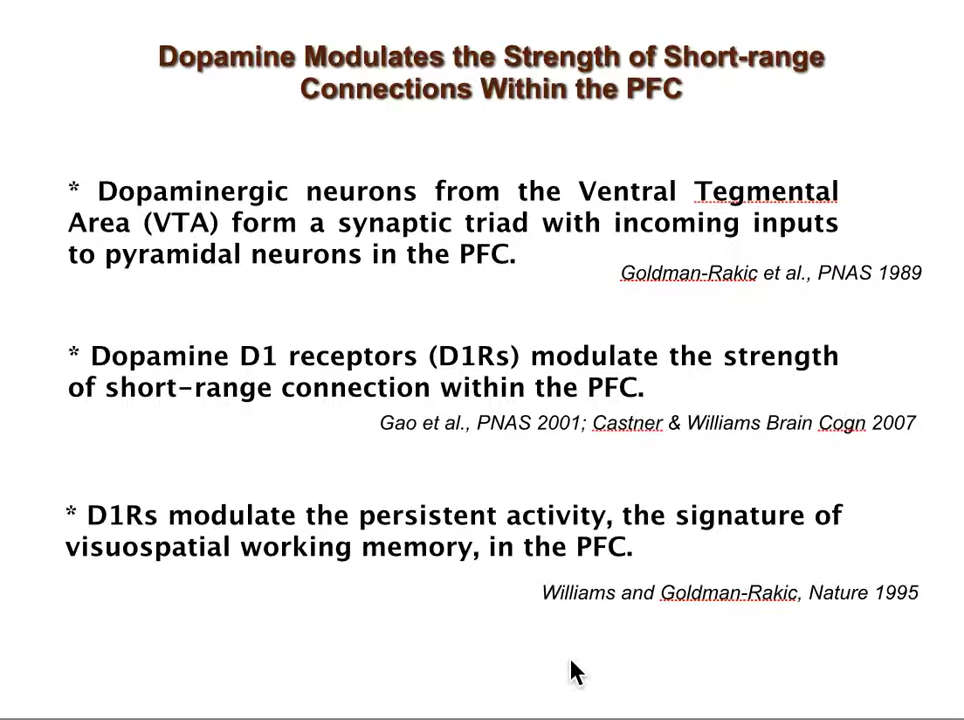 Dopamine Modulates the Strength of Short-range
Connections Within the PFC
* Dopaminergic neurons from the Ventral Tegmental
Area (VTA) form a synaptic triad with incoming inputs
to pyramidal neurons in the PFC.
Goldman-Rakic et al., PNAS 1989
* Dopamine D1 receptors (D1Rs) modulate the strength
of short-range connection within the PFC.
Gao et al., PNAS 2001; Castner & Williams Brain Cogn 2007
* D1Rs modulate the persistent activity, the signature of
visuospatial working memory, in the PFC.
Williams and Goldman-Rakic, Nature 1995